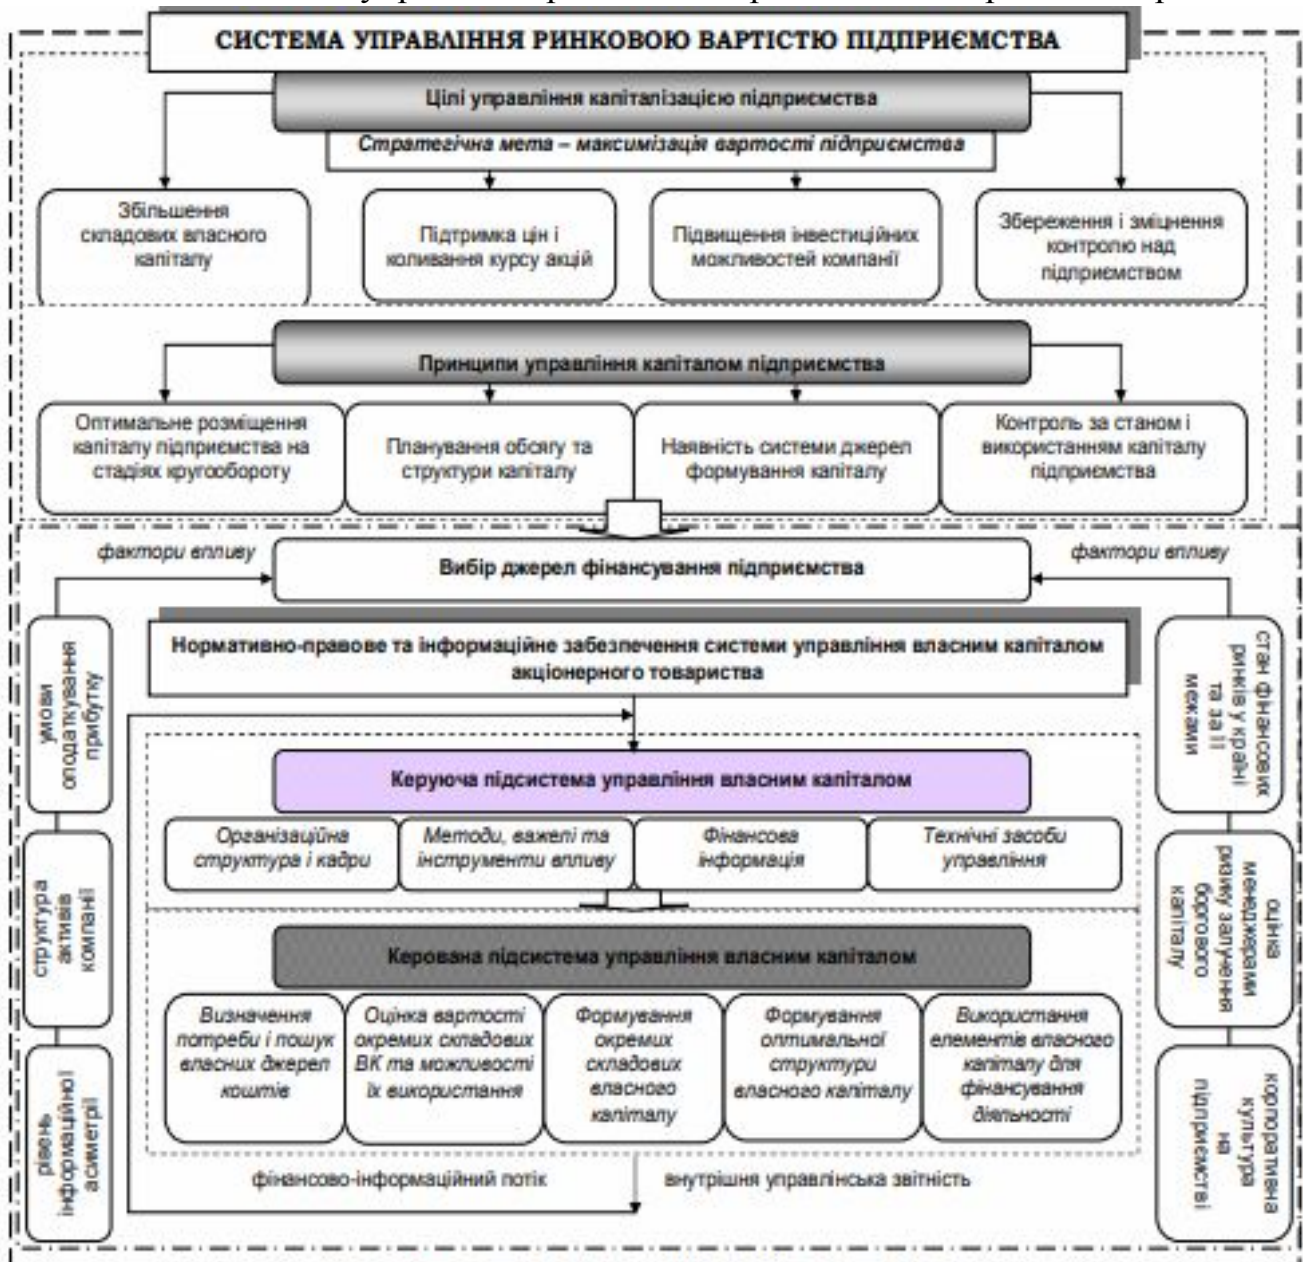 СИСТЕМА УПРАВЛІННЯ РИНКОВОЮ ВАРТІСТЮ ПІДПРИЄМСТВА
Цілі управління капіталізацією підприємства
Стратегічна мета – максимізація вартості підприємства
Збільшення
складових власного
капіталу
Підтримка цін і
коливання курсу акцій
Підвищення інвестиційних
можливостей компанії
Збереження і зміцнення
контролю над
підприємством
Принципи управління капіталом підприємства
Оптимальне розміщення
капіталу підприємства на
стадіях кругообороту
Планування обсягу та
структури капіталу
Наявність системи джерел
формування капіталу
Контроль за станом і
використанням капіталу
підприємства
фактори впливу
Вибір джерел фінансування підприємства
фактори впливу
Нормативно-правове та інформаційне забезпечення системи управління власним капіталом
акціонерного товариства
умови
оподаткування
прибутку
структура
активів
компанії
рівень
інформаційної
асиметрії
Керуюча підсистема управління власним капіталом
Організаційна
структура і кадри
Методи, важелі та
інструменти впливу
Фінансова
інформація
Технічні засоби
управління
Керована підсистема управління власним капіталом
Визначення
потреби і пошук
власних джерел
коштів
Оцінка вартості
окремих складових
ВК та можливості
їх використання
Формування
окремих
складових
власного
капіталу
Формування
оптимальної
структури
власного капіталу
Використання
елементів власного
капіталу для
фінансування
діяльності
фінансово-інформаційний потік
внутрішня управлінська звітність
стан фінансових
ринків у країні
та за її
межами
оцінка
менеджерами
ризику залучення
боргового
капіталу
корпоративна
культура
на
підприємстві